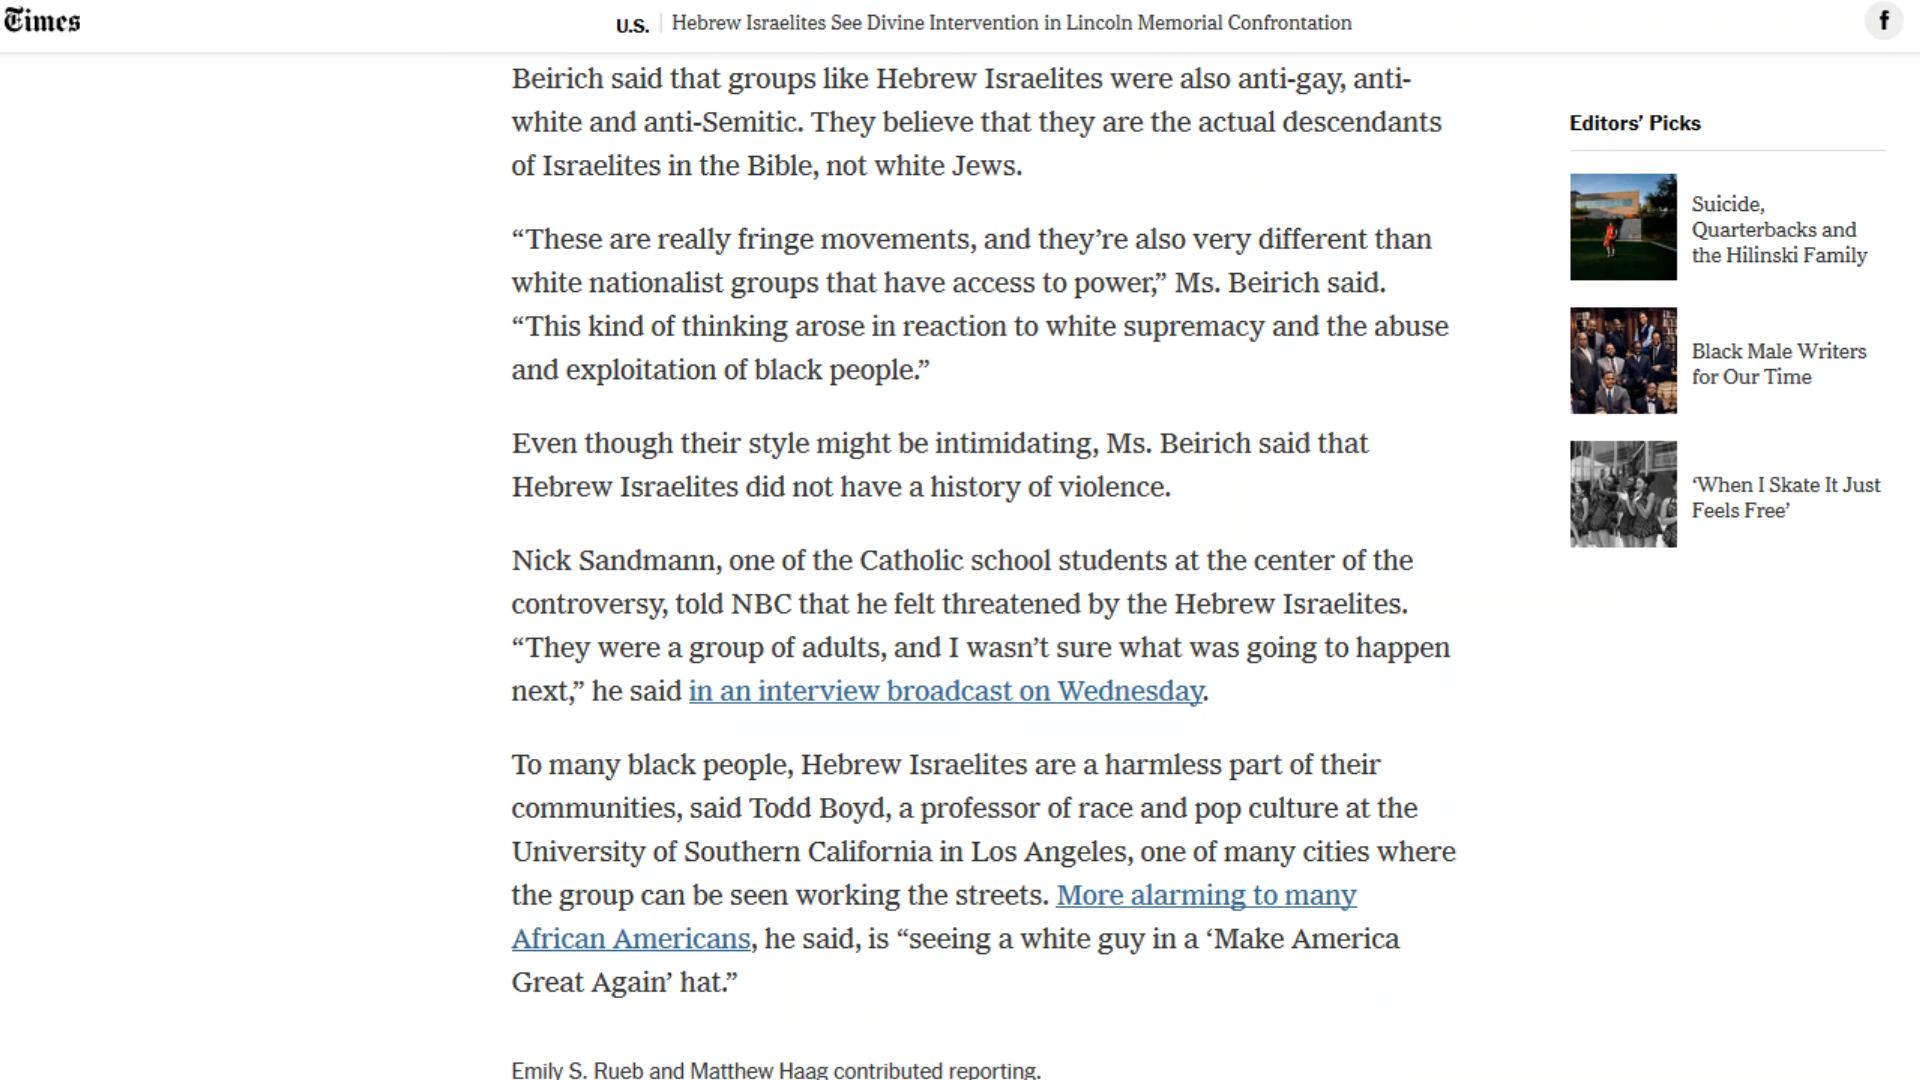 Times
U.S. Hebrew Israelites See Divine Intervention in Lincoln Memorial Confrontation
f
Beirich said that groups like Hebrew Israelites were also anti-gay, anti-
white and anti-Semitic. They believe that they are the actual descendants
of Israelites in the Bible, not white Jews.
“These are really fringe movements, and they’re also very different than
white nationalist groups that have access to power,” Ms. Beirich said.
“This kind of thinking arose in reaction to white supremacy and the abuse
and exploitation of black people.”
Even though their style might be intimidating, Ms. Beirich said that
Hebrew Israelites did not have a history of violence.
Nick Sandmann, one of the Catholic school students at the center of the
controversy, told NBC that he felt threatened by the Hebrew Israelites.
“They were a group of adults, and I wasn’t sure what was going to happen
next,” he said in an interview broadcast on Wednesday.
To many black people, Hebrew Israelites are a harmless part of their
communities, said Todd Boyd, a professor of race and pop culture at the
University of Southern California in Los Angeles, one of many cities where
the group can be seen working the streets. More alarming to many
African Americans, he said, is “seeing a white guy in a ‘Make America
Great Again’ hat.”
Emily S. Rueb and Matthew Haag contributed reporting.
Editors’ Picks
Suicide,
Quarterbacks and
the Hilinski Family
Black Male Writers
for Our Time
‘When I Skate It Just
Feels Free’